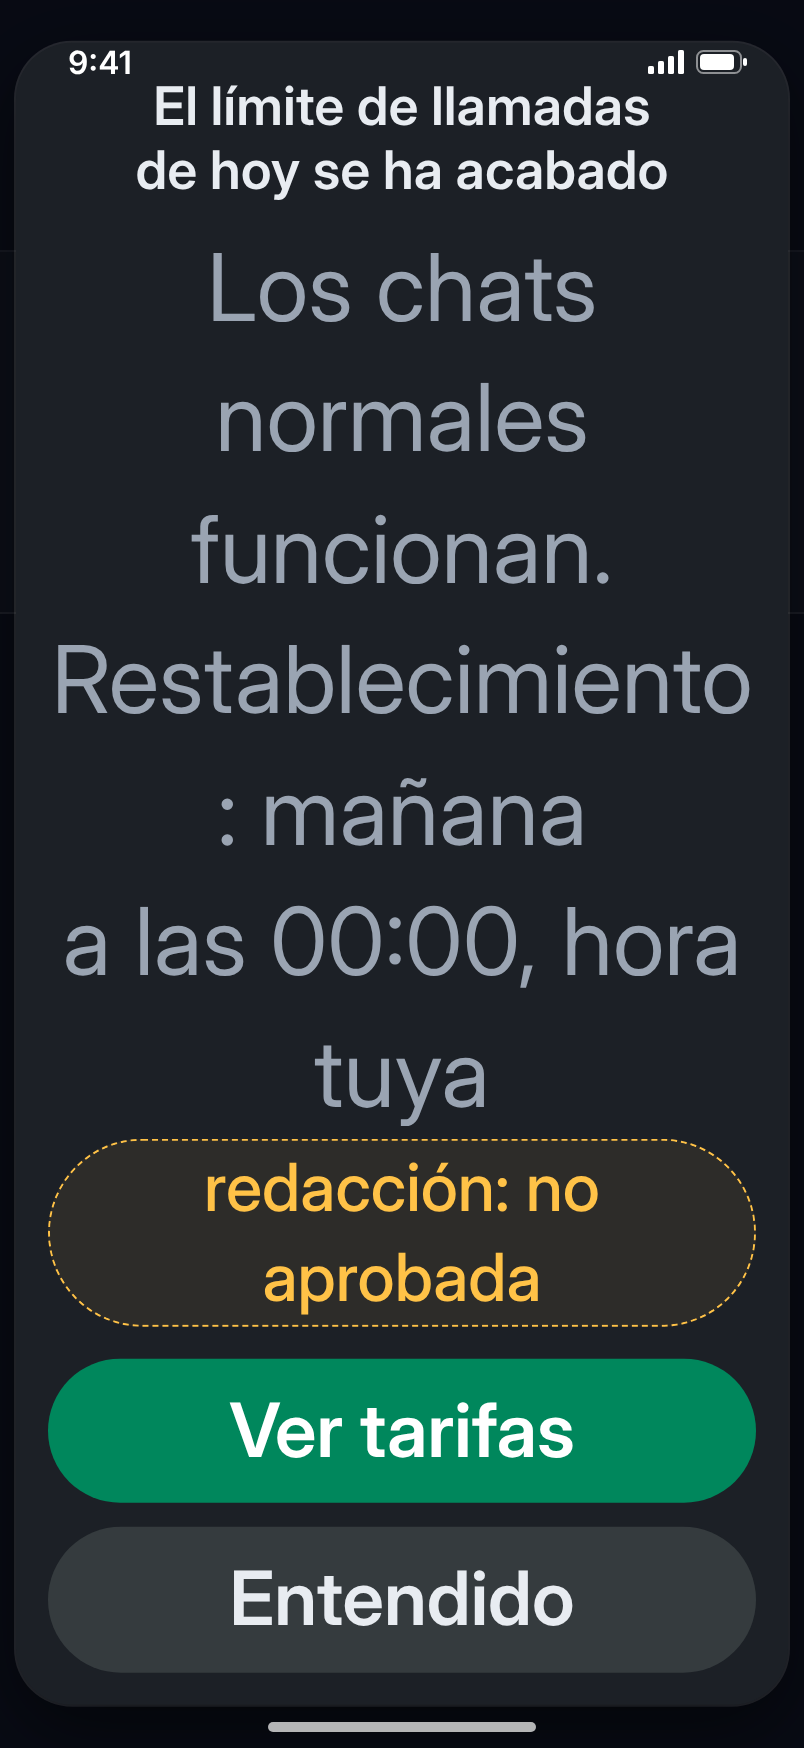 9:41
El límite de llamadas
de hoy se ha acabado
Los chats
normales
funcionan.
Restablecimiento
: mañana
a las 00:00, hora
tuya
redacción: no
aprobada
Ver tarifas
Entendido